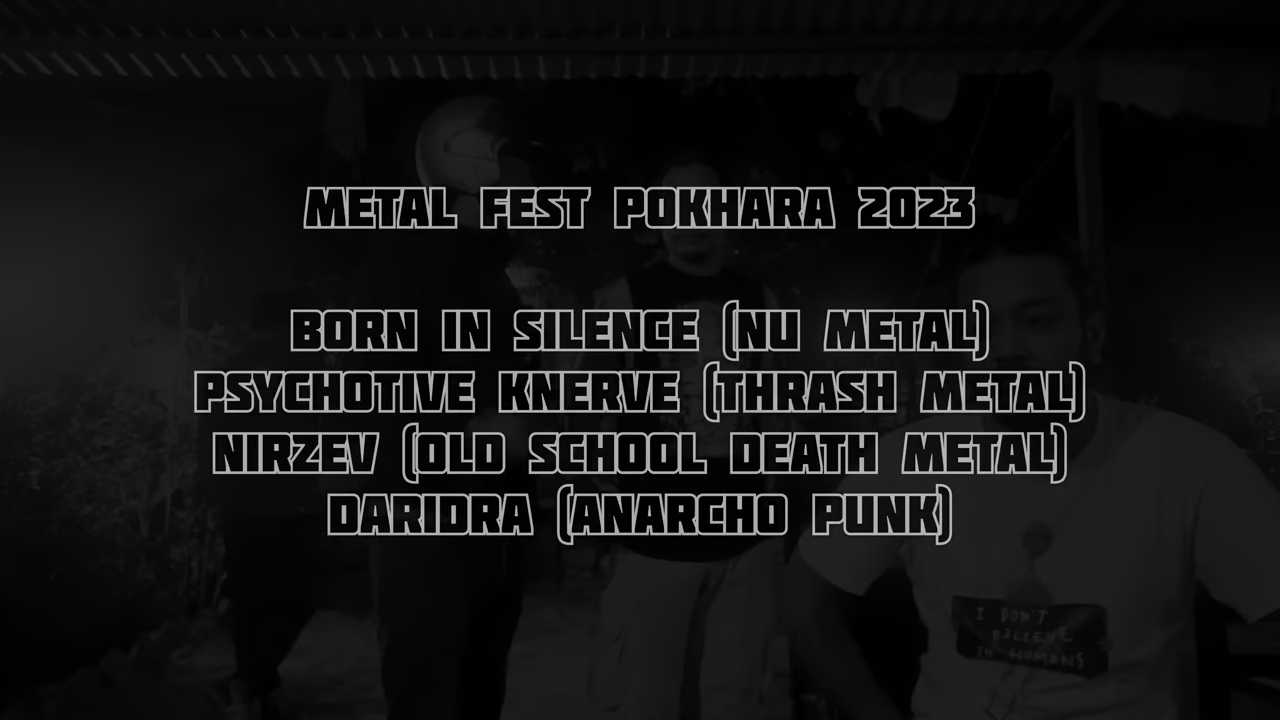 METAL FEST POKHARA 2023
BORN IN SILENCE (NU METAL)
PSYCHOTIVE KNERVE (THRASH METAL)
NIRZEV (OLD SCHOOL DEATH METAL)
DARIDRA (ANARCHO PUNK)
I DON'T
B3LIEVE
IN HUMANS